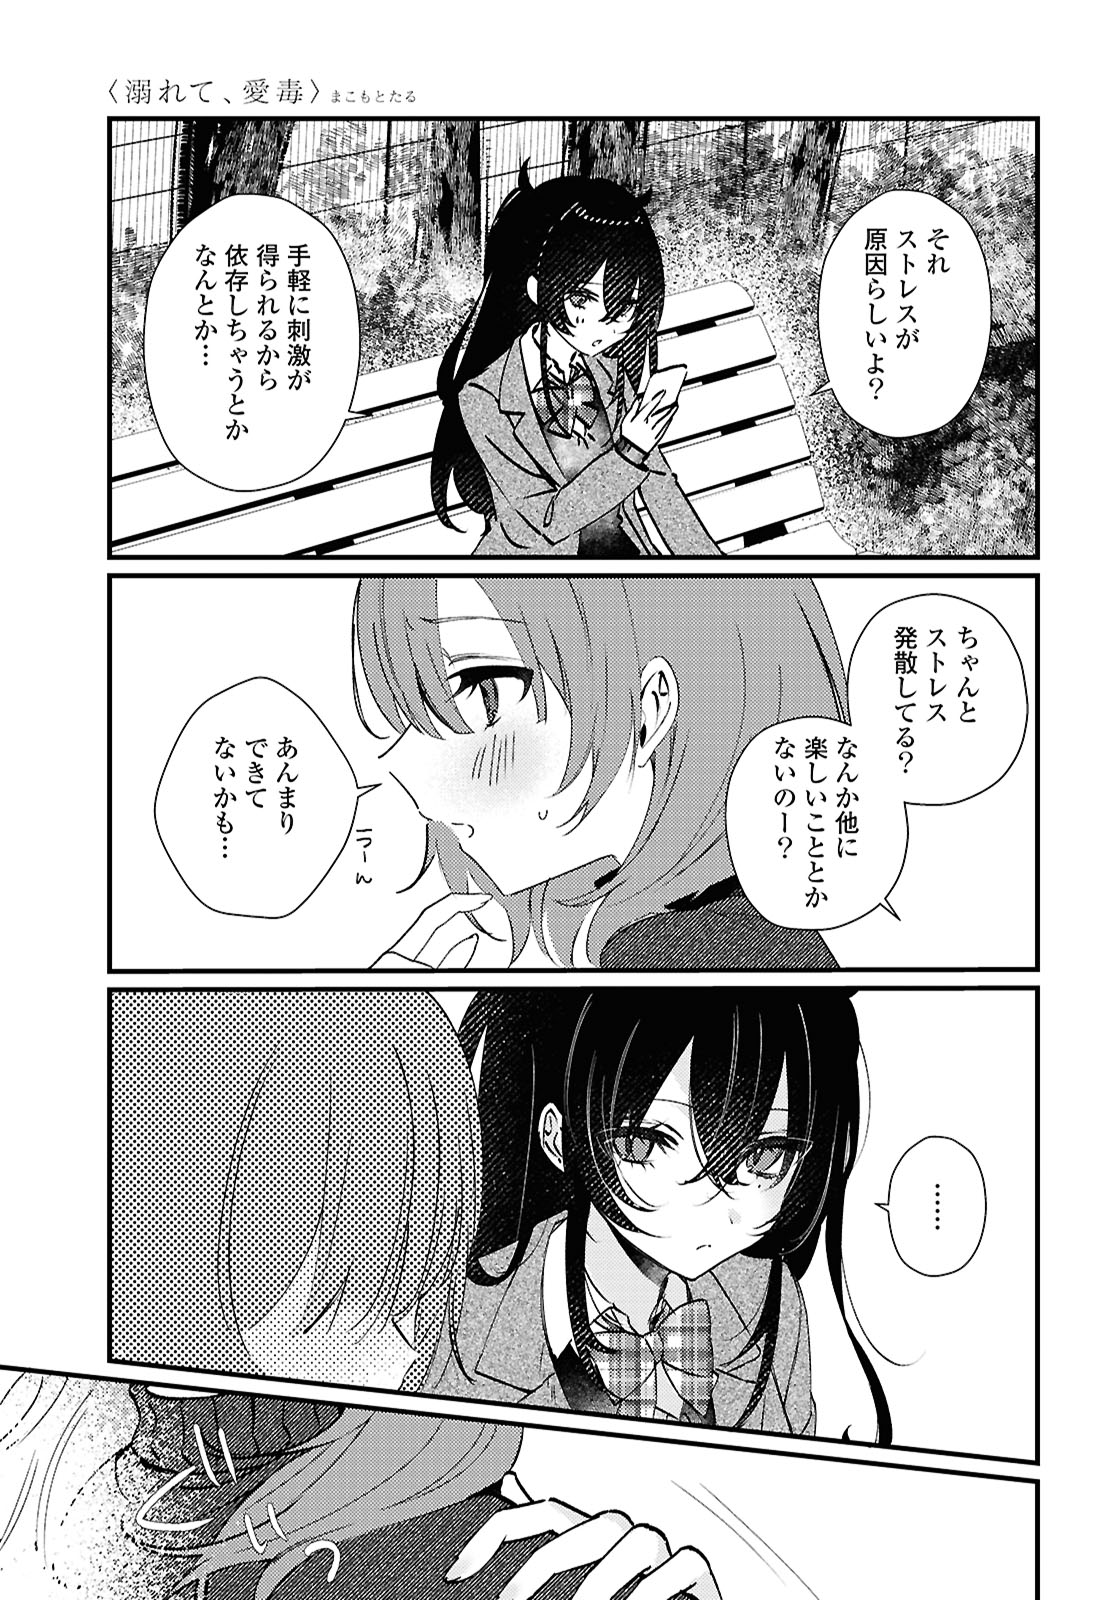 〈溺れて、愛毒〉まこもとたる
それ
ストレスが
原因らしいよ？
手軽に刺激が
得られるから
依存しちゃうとか
なんとか…
ちゃんと
ストレス
発散してる？
なんか他に
楽しいこととか
ないのー？
あんまり
できて
ないかも…
うーん
……